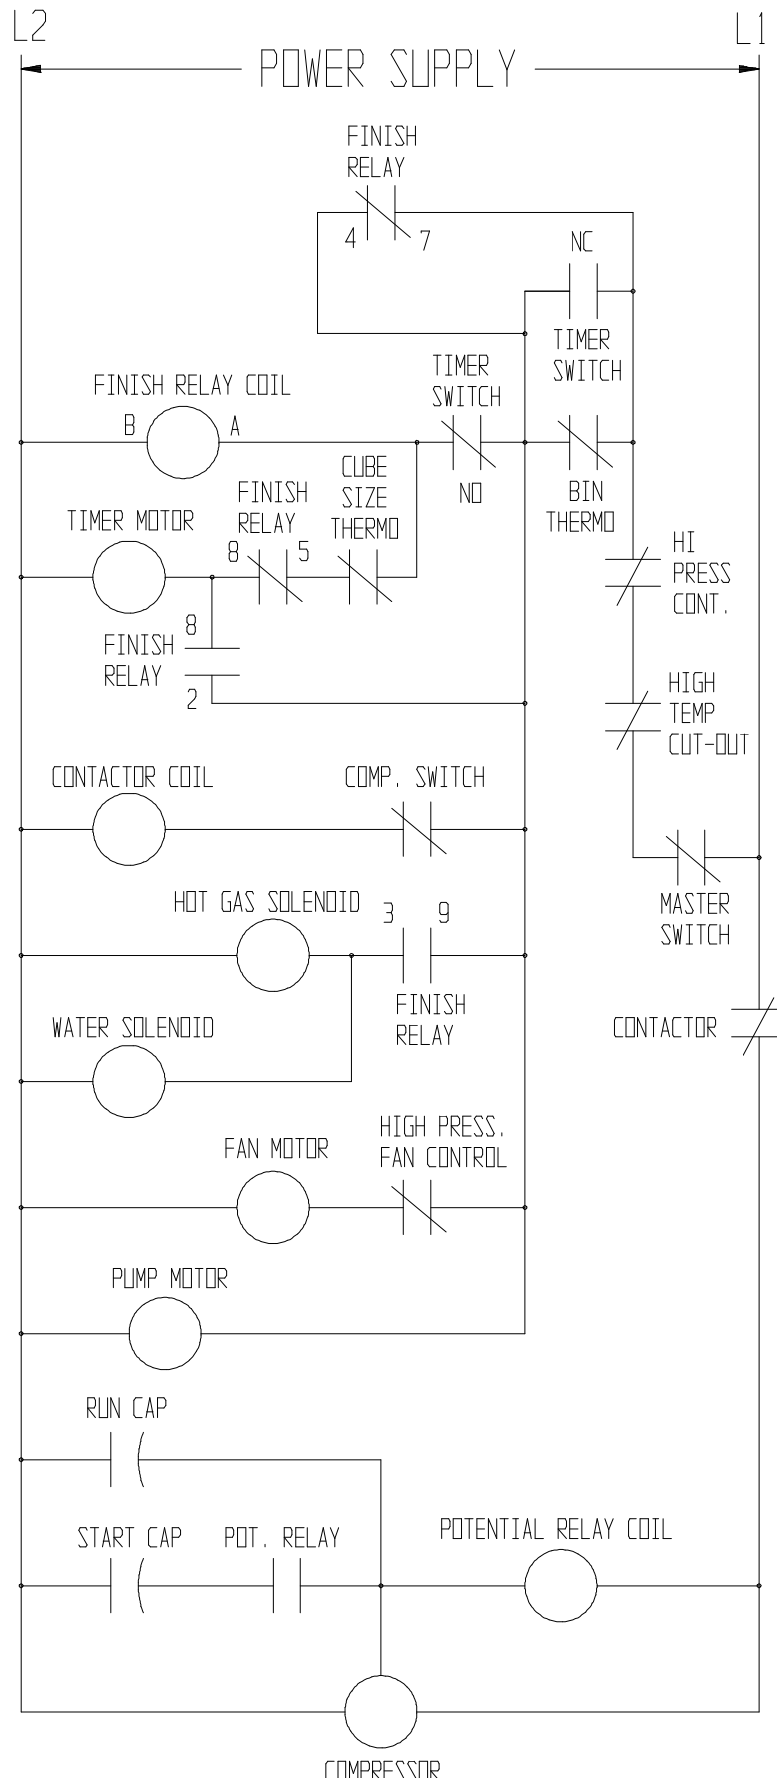 L2
L1
POWER SUPPLY
FINISH
RELAY
4
7
NC
TIMER
SWITCH
TIMER
SWITCH
FINISH RELAY COIL
B
A
NO
BIN
THERMO
CUBE
SIZE
THERMO
FINISH
RELAY
8
5
TIMER MOTOR
HI
PRESS
CONT.
8
FINISH
RELAY
2
HIGH
TEMP
CUT-OUT
CONTACTOR COIL
COMP. SWITCH
MASTER
SWITCH
HOT GAS SOLENOID
3
9
FINISH
RELAY
CONTACTOR
WATER SOLENOID
FAN MOTOR
HIGH PRESS.
FAN CONTROL
PUMP MOTOR
RUN CAP
START CAP
POT. RELAY
POTENTIAL RELAY COIL
COMPRESSOR